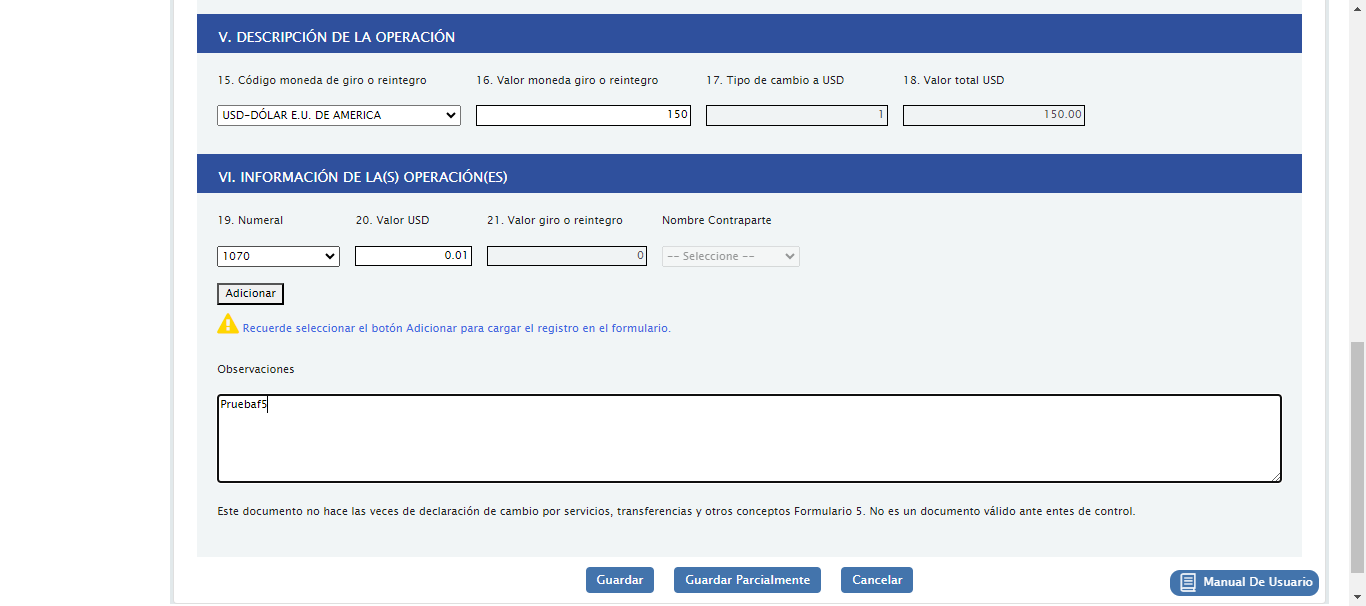 V. DESCRIPCIÓN DE LA OPERACIÓN
15. Código moneda de giro o reintegro 16. Valor moneda giro o reintegro 17. Tipo de cambio a USD 18. Valor total USD
USD-DÓLAR E.U. DE AMERICA 150 1 150.00
VI. INFORMACIÓN DE LA(S) OPERACIÓN(ES)
19. Numeral 20. Valor USD 21. Valor giro o reintegro Nombre Contraparte
1070 0.01 0 -- Seleccione --
Adicionar
Recuerde seleccionar el botón Adicionar para cargar el registro en el formulario.
Observaciones
Pruebaf5
Este documento no hace las veces de declaración de cambio por servicios, transferencias y otros conceptos Formulario 5. No es un documento válido ante entes de control.
Guardar Guardar Parcialmente Cancelar Manual De Usuario